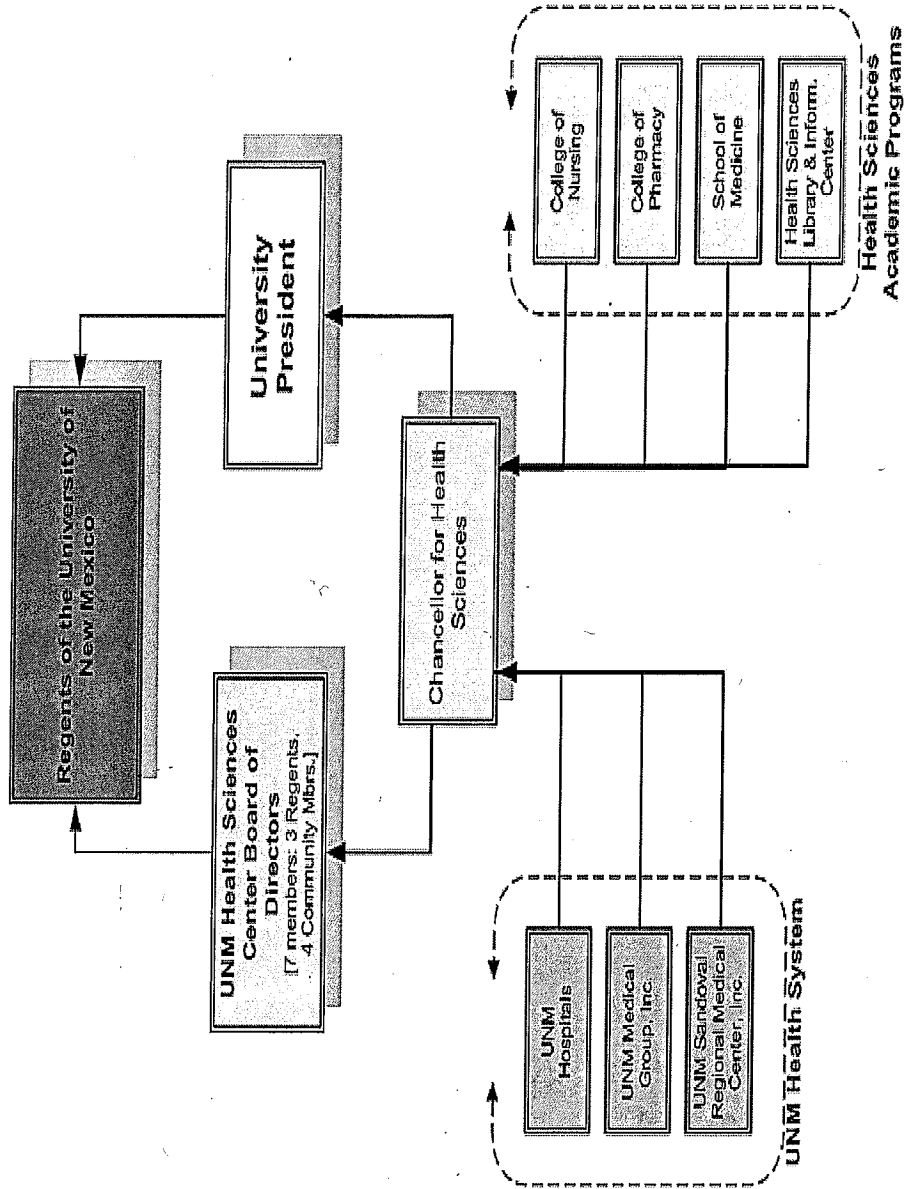 Regents of the University of
New Mexico
UNM Health Sciences
Center Board of
Directors
[7 members: 3 Regents,
4 Community Mbrs.]
University
President
Chancellor for Health
Sciences
UNM
Hospitals
UNM Medical
Group, Inc.
UNM Sandoval
Regional Medical
Center, Inc.
UNM Health System
College of
Nursing
College of
Pharmacy
School of
Medicine
Health Sciences
Library & Inform.
Center
Health Sciences
Academic Programs